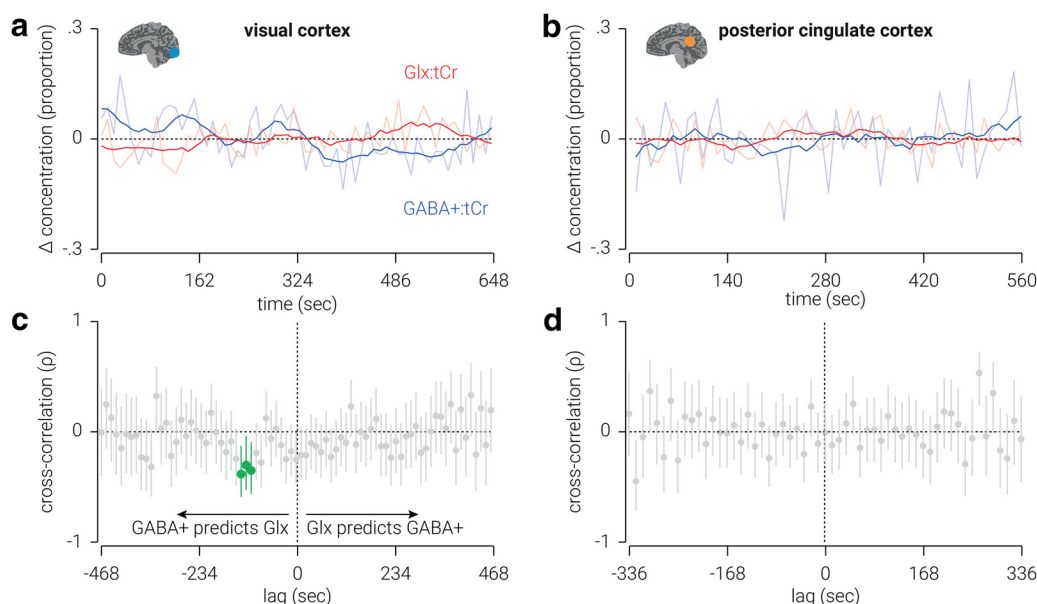 a
visual cortex
.3
0
-.3
Δ concentration (proportion)
Glx:tCr
GABA+:tCr
0 162 324 486 648
time (sec)
b
posterior cingulate cortex
.3
0
-.3
Δ concentration (proportion)
0 140 280 420 560
time (sec)
c
1
0
-1
cross-correlation (ρ)
GABA+ predicts Glx
Glx predicts GABA+
-468 -234 0 234 468
lag (sec)
d
1
0
-1
cross-correlation (ρ)
-336 -168 0 168 336
lag (sec)